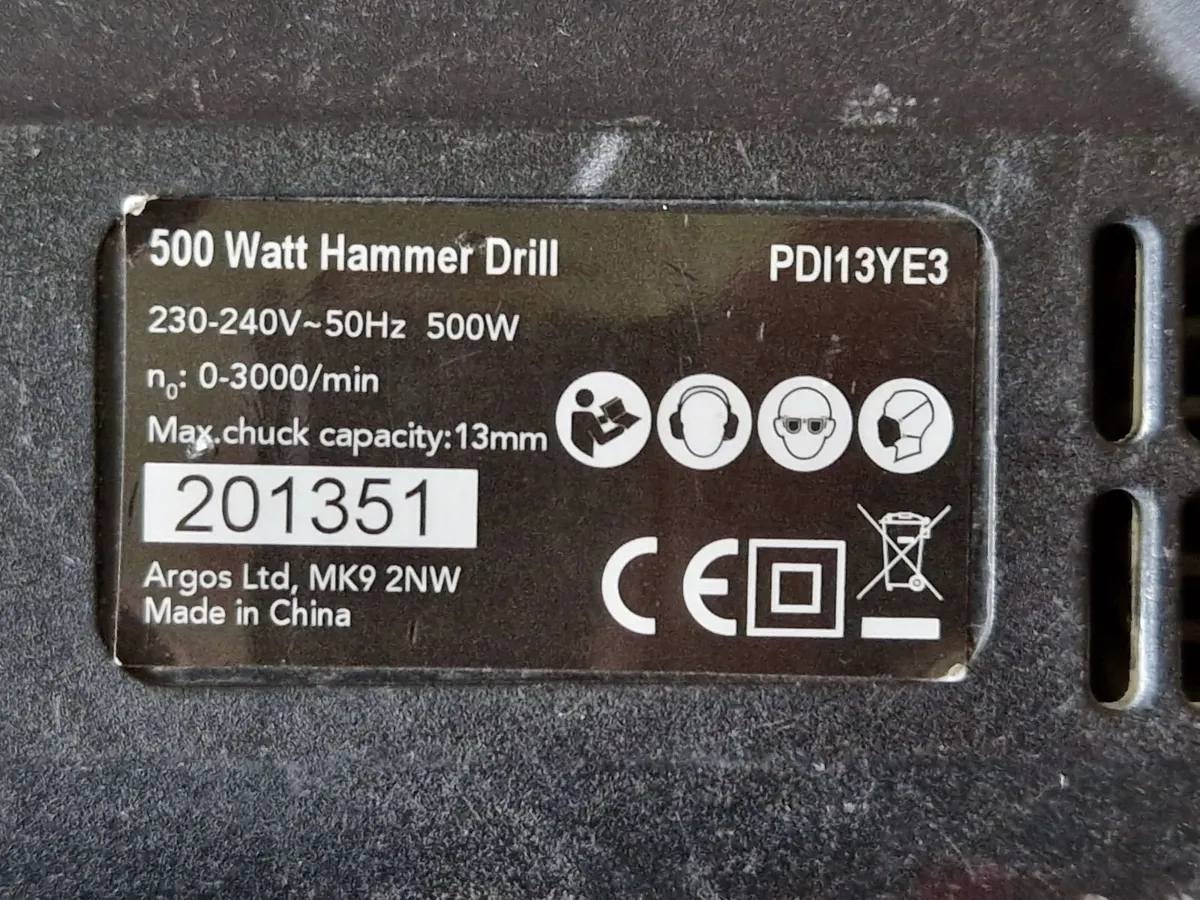 500 Watt Hammer Drill PDI13YE3
230-240V~50Hz 500W
n₀: 0-3000/min
Max.chuck capacity:13mm
201351
Argos Ltd, MK9 2NW
Made in China
CE